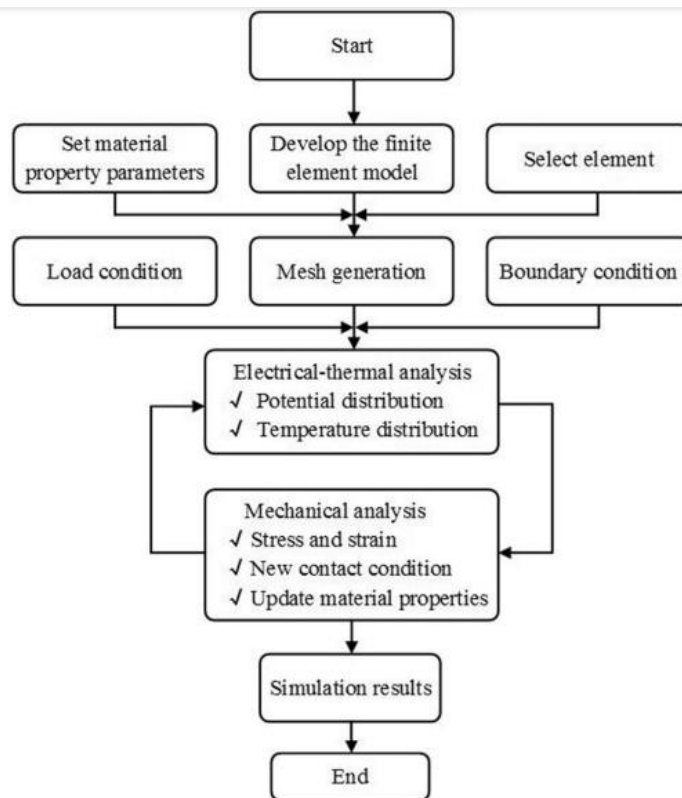 Start
Set material
property parameters
Develop the finite
element model
Select element
Load condition
Mesh generation
Boundary condition
Electrical-thermal analysis
√ Potential distribution
√ Temperature distribution
Mechanical analysis
√ Stress and strain
√ New contact condition
√ Update material properties
Simulation results
End